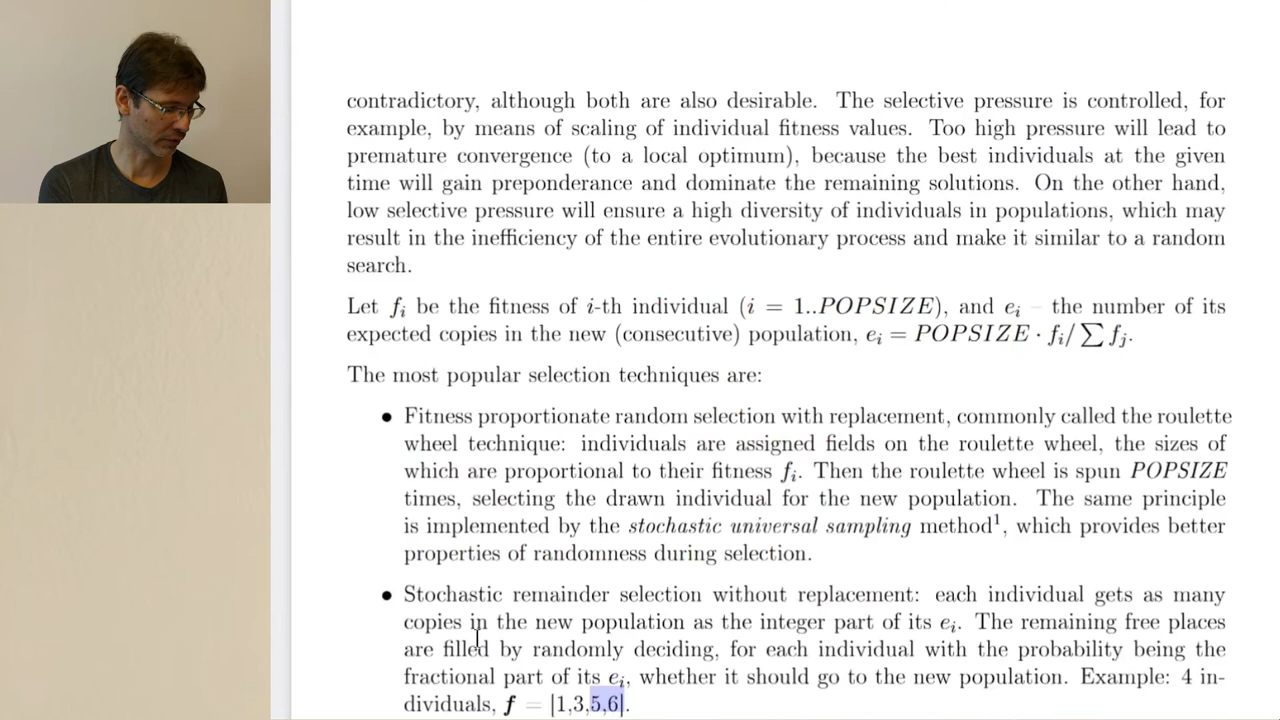 contradictory, although both are also desirable. The selective pressure is controlled, for
example, by means of scaling of individual fitness values. Too high pressure will lead to
premature convergence (to a local optimum), because the best individuals at the given
time will gain preponderance and dominate the remaining solutions. On the other hand,
low selective pressure will ensure a high diversity of individuals in populations, which may
result in the inefficiency of the entire evolutionary process and make it similar to a random
search.
Let fᵢ be the fitness of i-th individual (i = 1..POPSIZE), and eᵢ – the number of its
expected copies in the new (consecutive) population, eᵢ = POPSIZE · fᵢ/ ∑ fⱼ.
The most popular selection techniques are:
• Fitness proportionate random selection with replacement, commonly called the roulette
wheel technique: individuals are assigned fields on the roulette wheel, the sizes of
which are proportional to their fitness fᵢ. Then the roulette wheel is spun POPSIZE
times, selecting the drawn individual for the new population. The same principle
is implemented by the stochastic universal sampling method¹, which provides better
properties of randomness during selection.
• Stochastic remainder selection without replacement: each individual gets as many
copies in the new population as the integer part of its eᵢ. The remaining free places
are filled by randomly deciding, for each individual with the probability being the
fractional part of its eᵢ, whether it should go to the new population. Example: 4 in-
dividuals, f = [1,3,5,6].